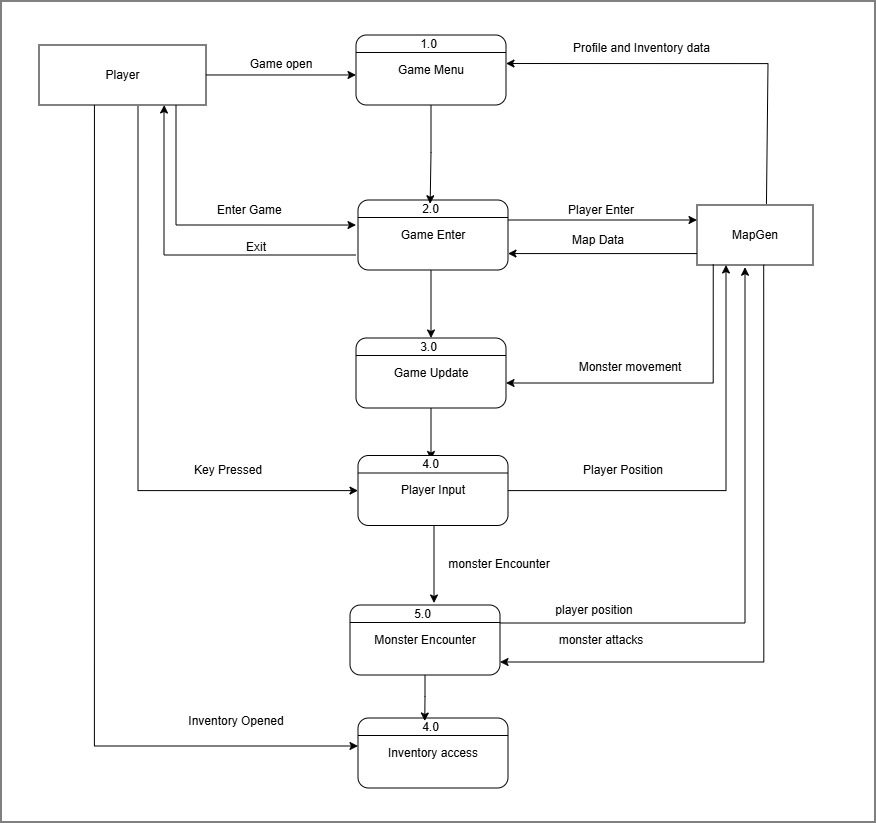 1.0
Profile and Inventory data
Player
Game open
Game Menu
Enter Game
2.0
Player Enter
Game Enter
MapGen
Exit
Map Data
3.0
Game Update
Monster movement
4.0
Key Pressed
Player Position
Player Input
monster Encounter
5.0
player position
Monster Encounter
monster attacks
Inventory Opened
4.0
Inventory access